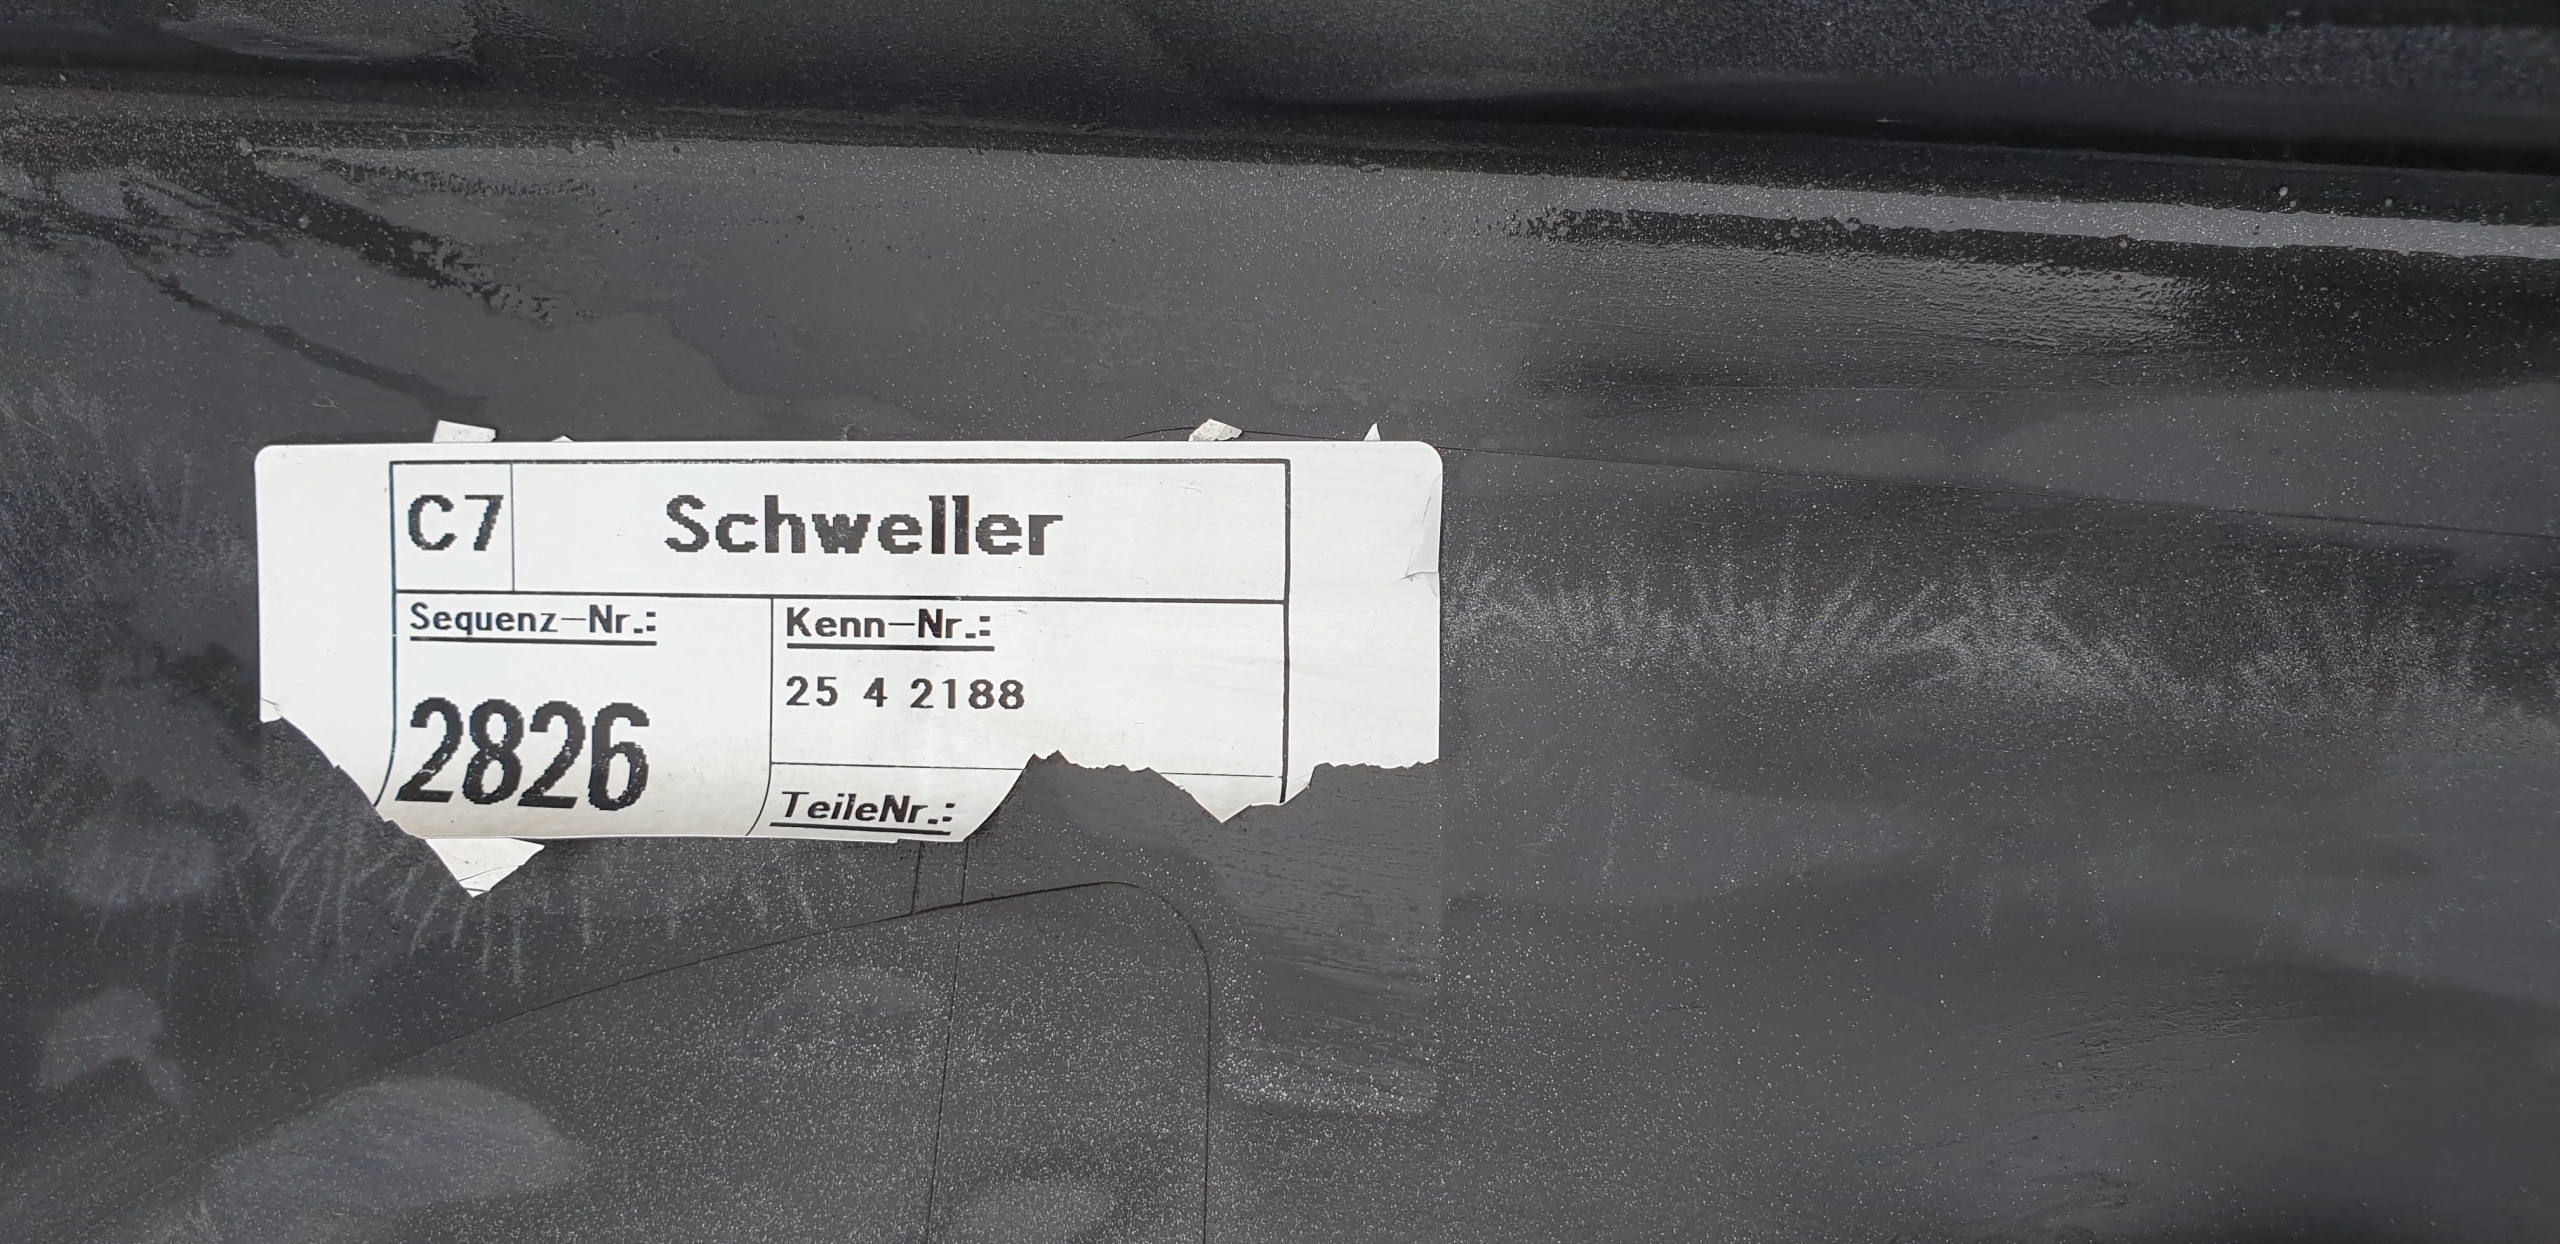 C7 Schweller
Sequenz-Nr.: Kenn-Nr.:
25 4 2188
2826
TeileNr.: